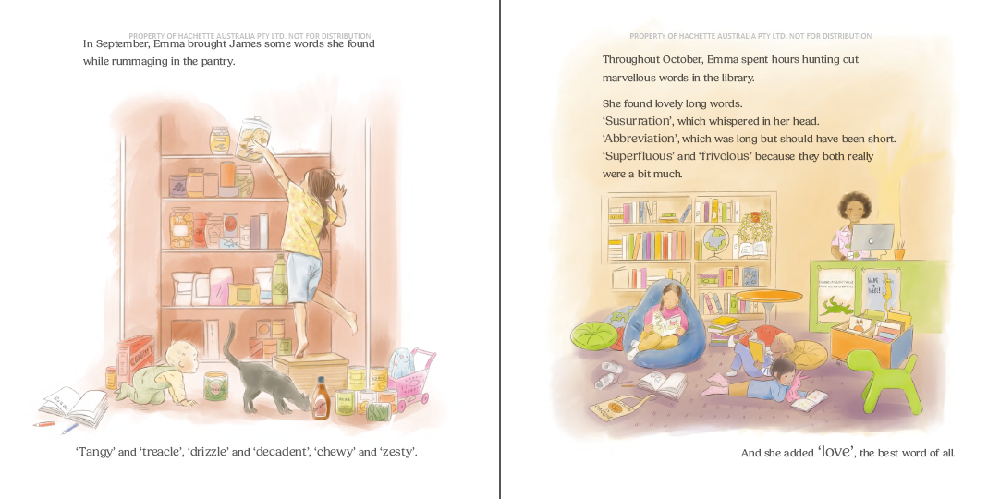 PROPERTY OF HACHETTE AUSTRALIA PTY LTD. NOT FOR DISTRIBUTION
In September, Emma brought James some words she found
while rummaging in the pantry.
‘Tangy’ and ‘treacle’, ‘drizzle’ and ‘decadent’, ‘chewy’ and ‘zesty’.
PROPERTY OF HACHETTE AUSTRALIA PTY LTD. NOT FOR DISTRIBUTION
Throughout October, Emma spent hours hunting out
marvellous words in the library.
She found lovely long words.
‘Susurration’, which whispered in her head.
‘Abbreviation’, which was long but should have been short.
‘Superfluous’ and ‘frivolous’ because they both really
were a bit much.
And she added ‘love’, the best word of all.